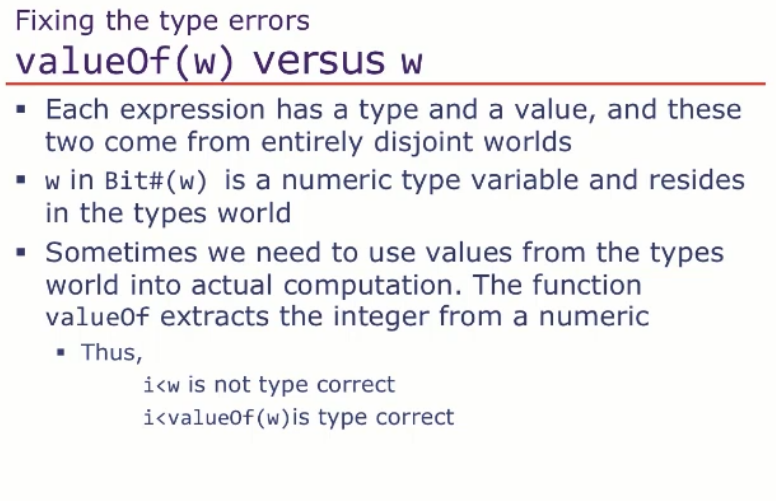 Fixing the type errors
valueOf(w) versus w
▪ Each expression has a type and a value, and these
two come from entirely disjoint worlds
▪ w in Bit#(w) is a numeric type variable and resides
in the types world
▪ Sometimes we need to use values from the types
world into actual computation. The function
valueOf extracts the integer from a numeric
▪ Thus,
i<w is not type correct
i<valueOf(w)is type correct